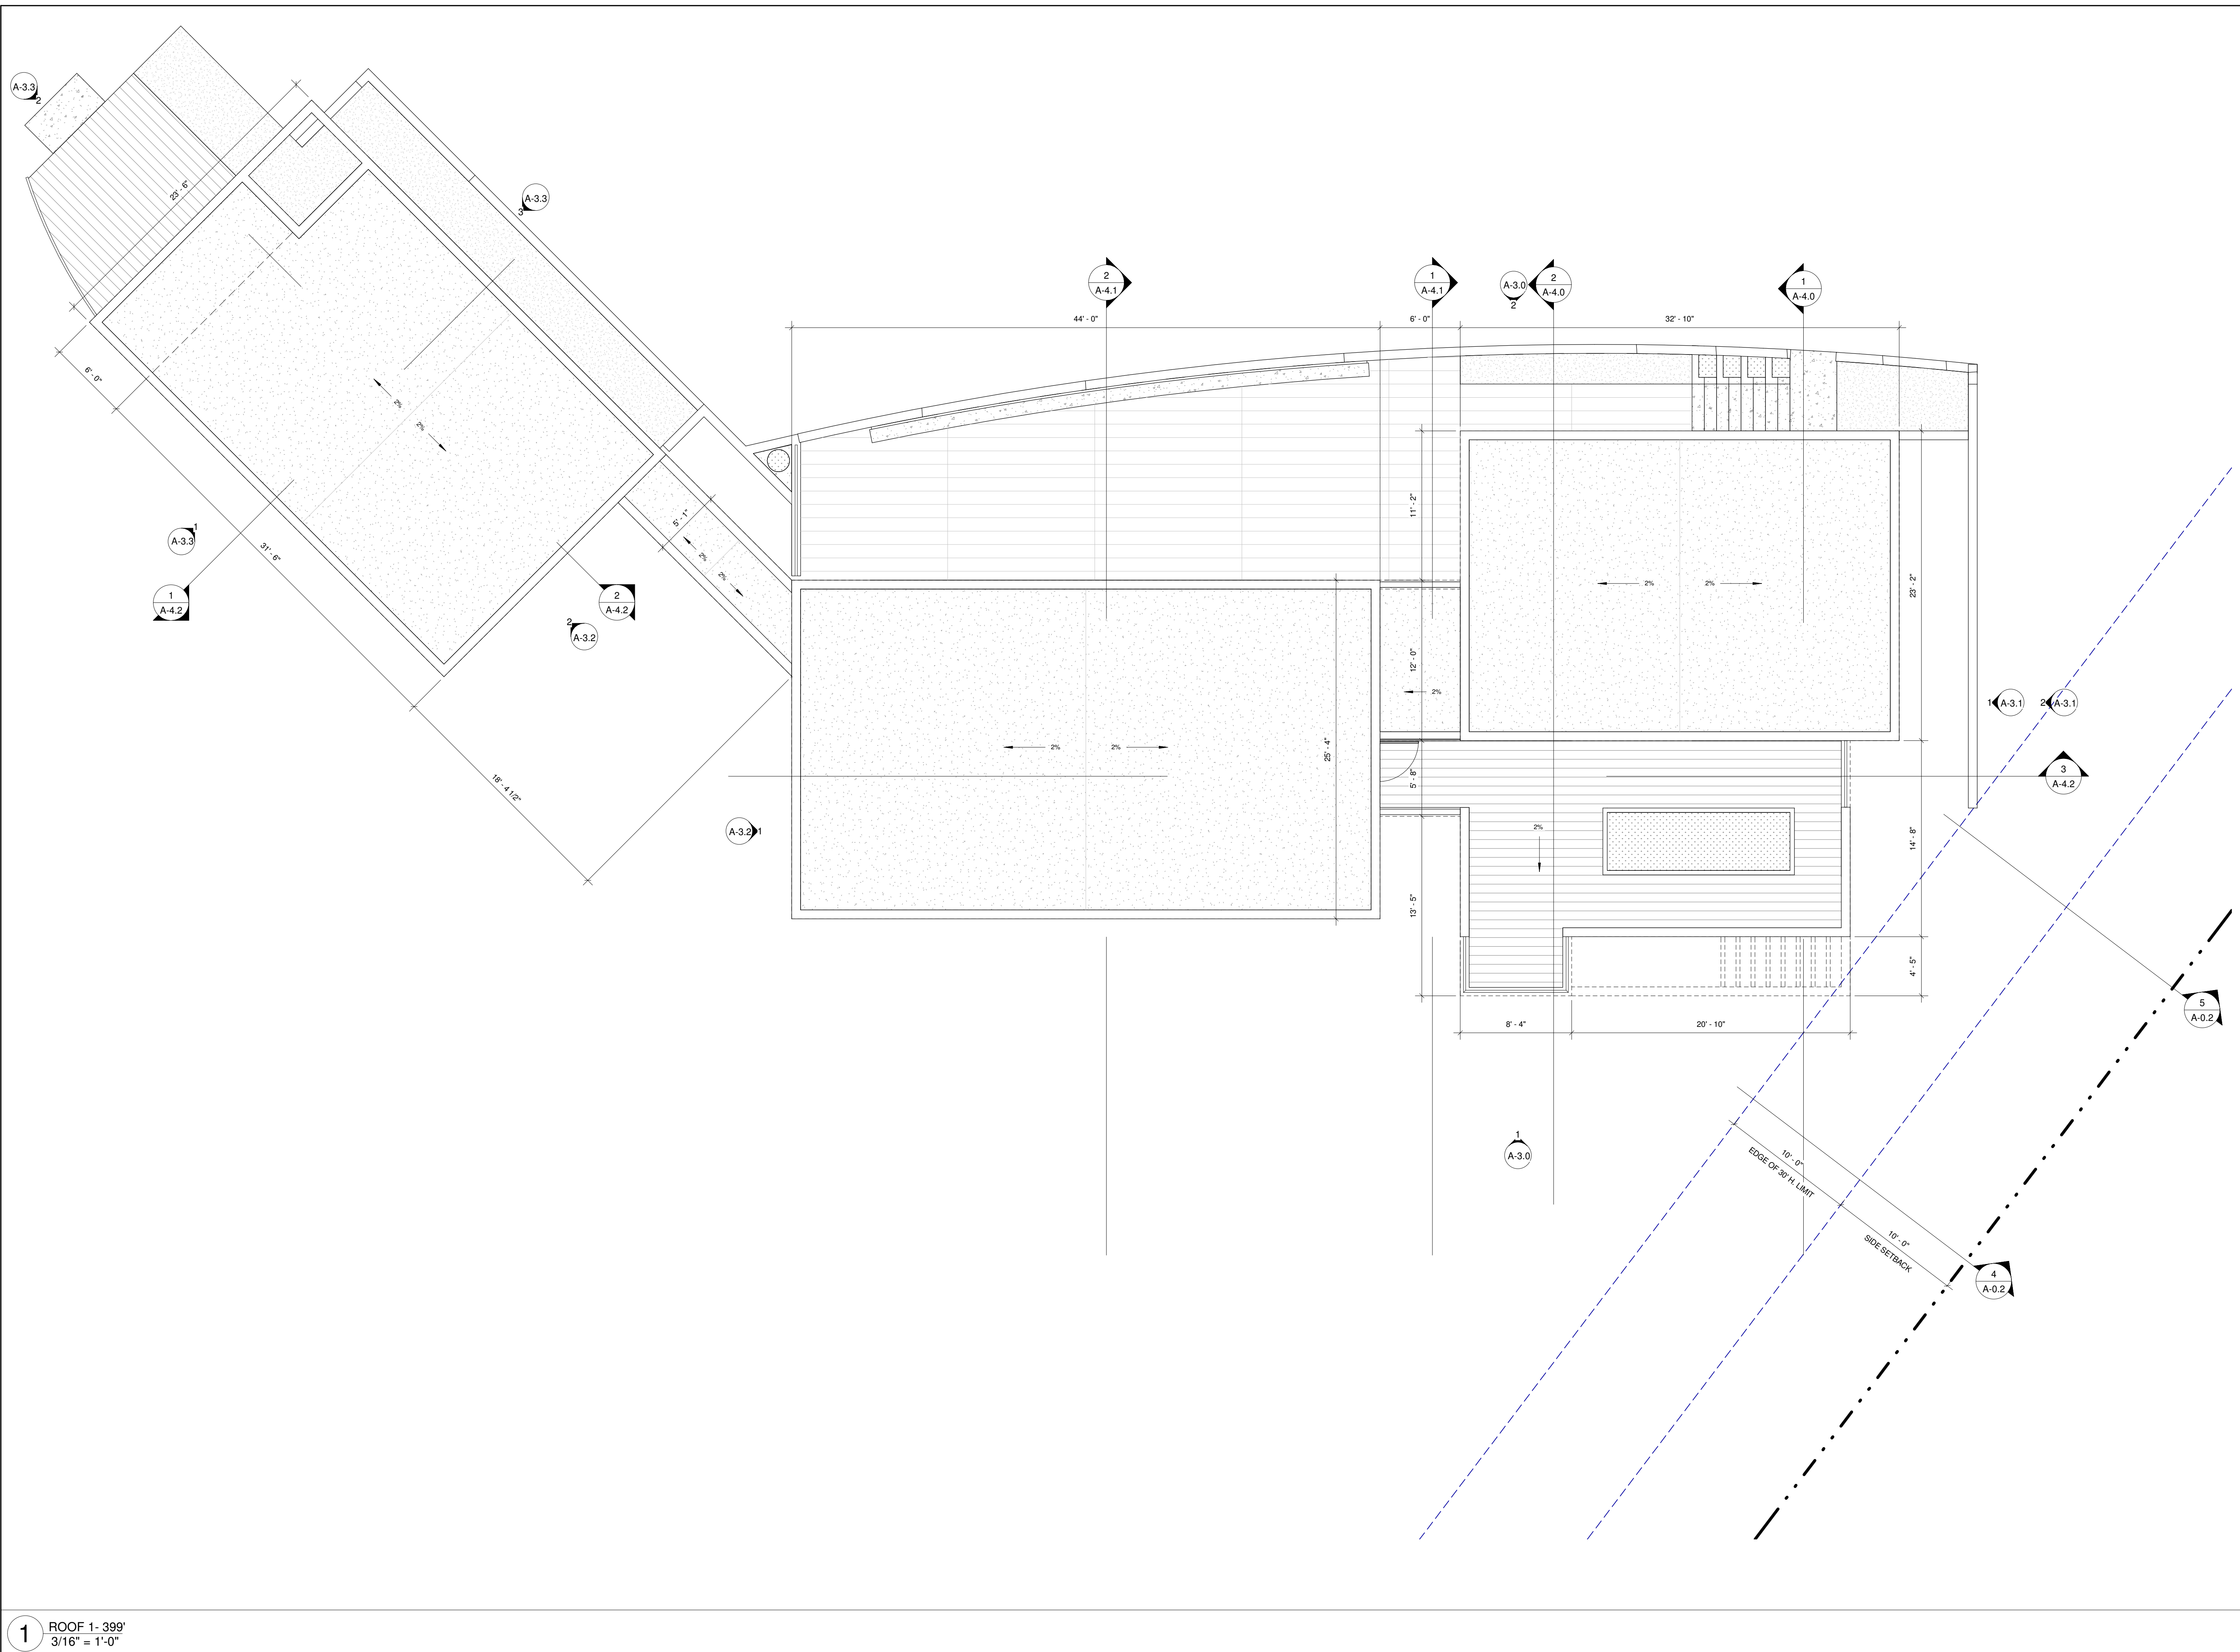 A-3.3
2
23' - 6"
A-3.3
3
6' - 0"
2%
2%
31' - 6"
1
A-3.3
1
A-4.2
2
A-4.2
2
A-3.2
5' - 1"
2%
2%
18' - 4 1/2"
A-3.2
1
2
A-4.1
1
A-4.1
A-3.0
2
2
A-4.0
1
A-4.0
44' - 0"
6' - 0"
32' - 10"
11' - 2"
12' - 0"
5' - 8"
13' - 5"
25' - 4"
2%
2%
2%
2%
2%
2%
23' - 2"
14' - 8"
4' - 5"
8' - 4"
20' - 10"
1
A-3.1
2
A-3.1
3
A-4.2
5
A-0.2
4
A-0.2
1
A-3.0
10' - 0"
EDGE OF 30' H. LIMIT
10' - 0"
SIDE SETBACK
1
ROOF 1- 399'
3/16" = 1'-0"